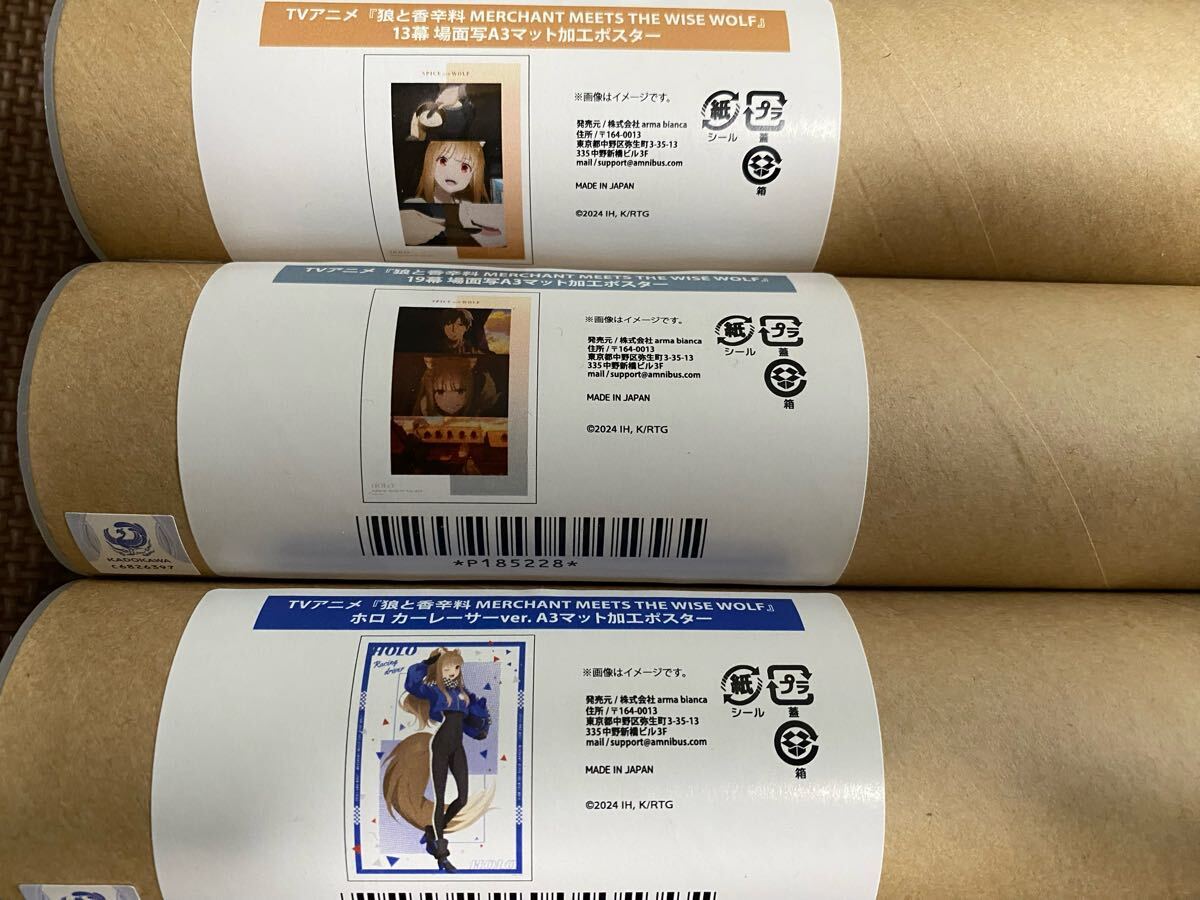 TVアニメ『狼と香辛料 MERCHANT MEETS THE WISE WOLF』
13幕 場面写A3マット加工ポスター
SPICE and WOLF
HOLO
※画像はイメージです。
発売元 / 株式会社 arma bianca
住所 / 〒164-0013
東京都中野区弥生町3-35-13
335中野新橋ビル3F
mail / support@amnibus.com
MADE IN JAPAN
©2024 IH, K/RTG
紙
シール
プラ
蓋
箱
TVアニメ『狼と香辛料 MERCHANT MEETS THE WISE WOLF』
19幕 場面写A3マット加工ポスター
SPICE and WOLF
HOLO
※画像はイメージです。
発売元 / 株式会社 arma bianca
住所 / 〒164-0013
東京都中野区弥生町3-35-13
335中野新橋ビル3F
mail / support@amnibus.com
MADE IN JAPAN
©2024 IH, K/RTG
紙
シール
プラ
蓋
箱
*P185228*
KADOKAWA
C6826397
TVアニメ『狼と香辛料 MERCHANT MEETS THE WISE WOLF』
ホロ カーレーサーver. A3マット加工ポスター
HOLO
Racing
driver
HOLO
※画像はイメージです。
発売元 / 株式会社 arma bianca
住所 / 〒164-0013
東京都中野区弥生町3-35-13
335中野新橋ビル3F
mail / support@amnibus.com
MADE IN JAPAN
©2024 IH, K/RTG
紙
シール
プラ
蓋
箱